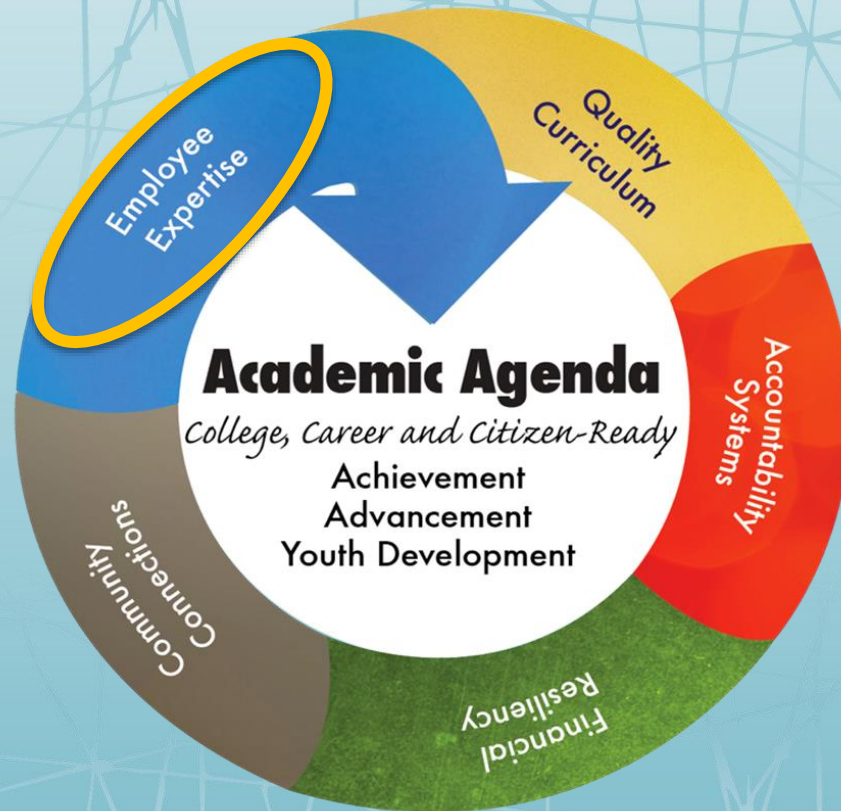 Employee
Expertise
Quality
Curriculum
Accountability
Systems
Financial
Resiliency
Community
Connections
Academic Agenda
College, Career and Citizen-Ready
Achievement
Advancement
Youth Development